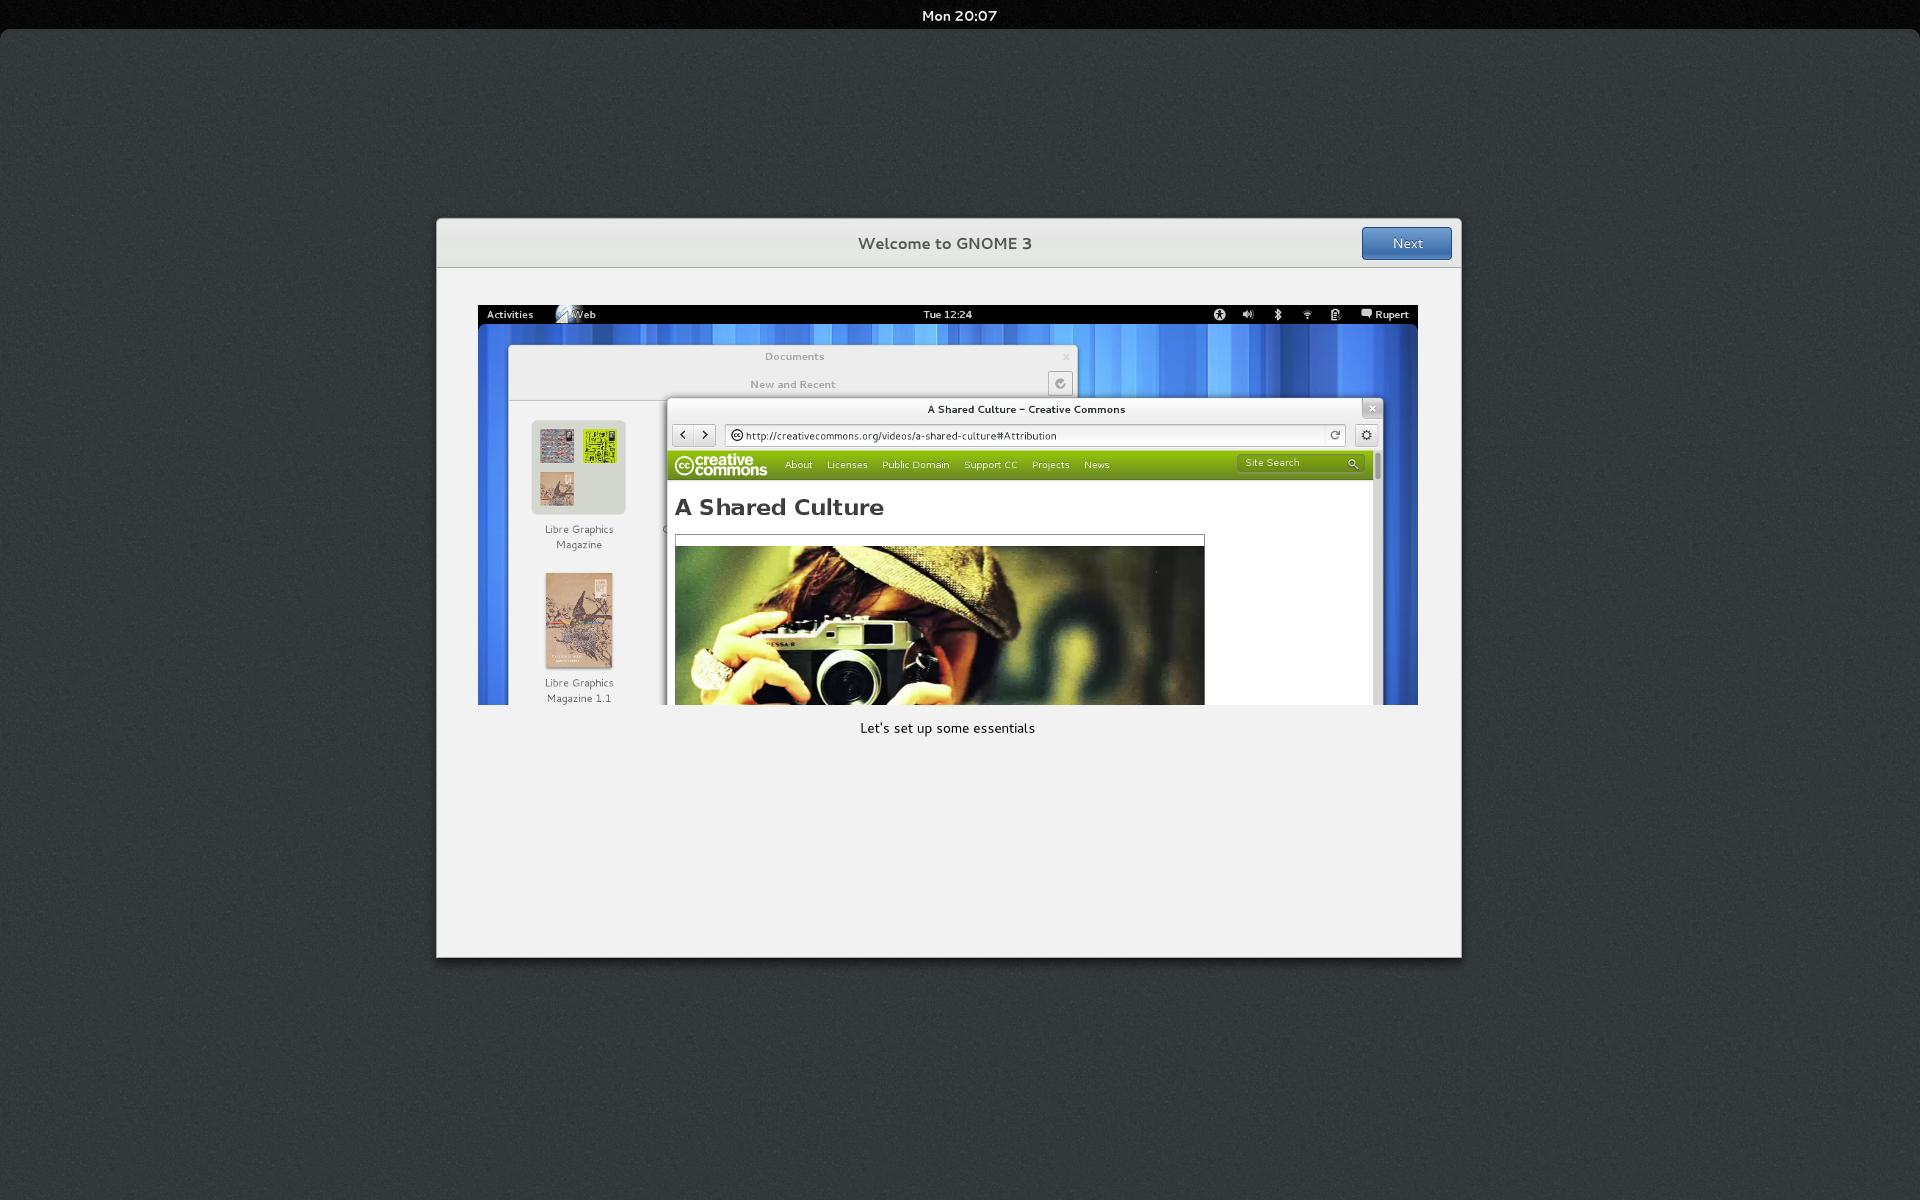 Mon 20:07
Welcome to GNOME 3
Next
Activities
Web
Tue 12:24
Rupert
Documents
New and Recent
A Shared Culture - Creative Commons
http://creativecommons.org/videos/a-shared-culture#Attribution
cc creative
commons
About Licenses Public Domain Support CC Projects News
Site Search
A Shared Culture
Libre Graphics
Magazine
Libre Graphics
Magazine 1.1
Let's set up some essentials